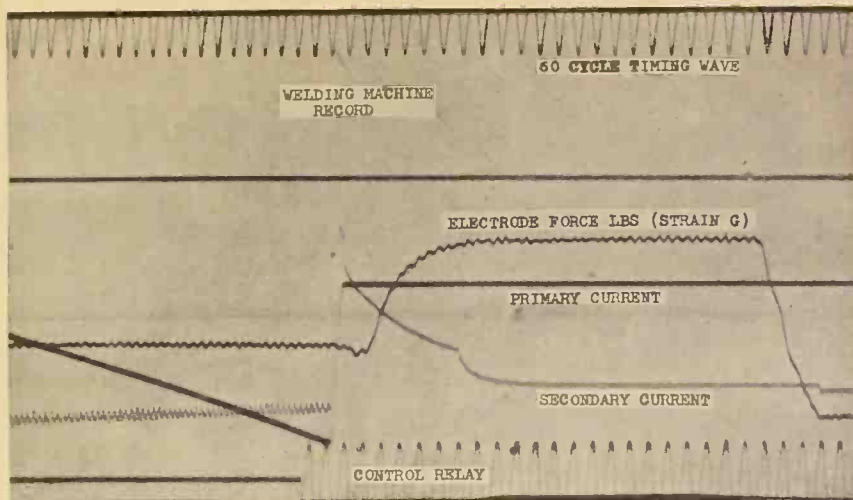 60 CYCLE TIMING WAVE
WELDING MACHINE
RECORD
ELECTRODE FORCE LBS (STRAIN G)
PRIMARY CURRENT
SECONDARY CURRENT
CONTROL RELAY